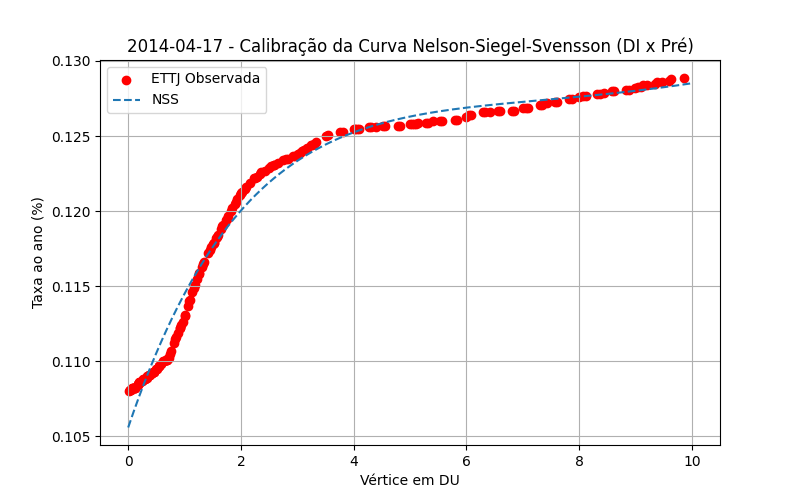 2014-04-17 - Calibração da Curva Nelson-Siegel-Svensson (DI x Pré)
ETTJ Observada
NSS
Taxa ao ano (%)
0.130
0.125
0.120
0.115
0.110
0.105
0
2
4
6
8
10
Vértice em DU